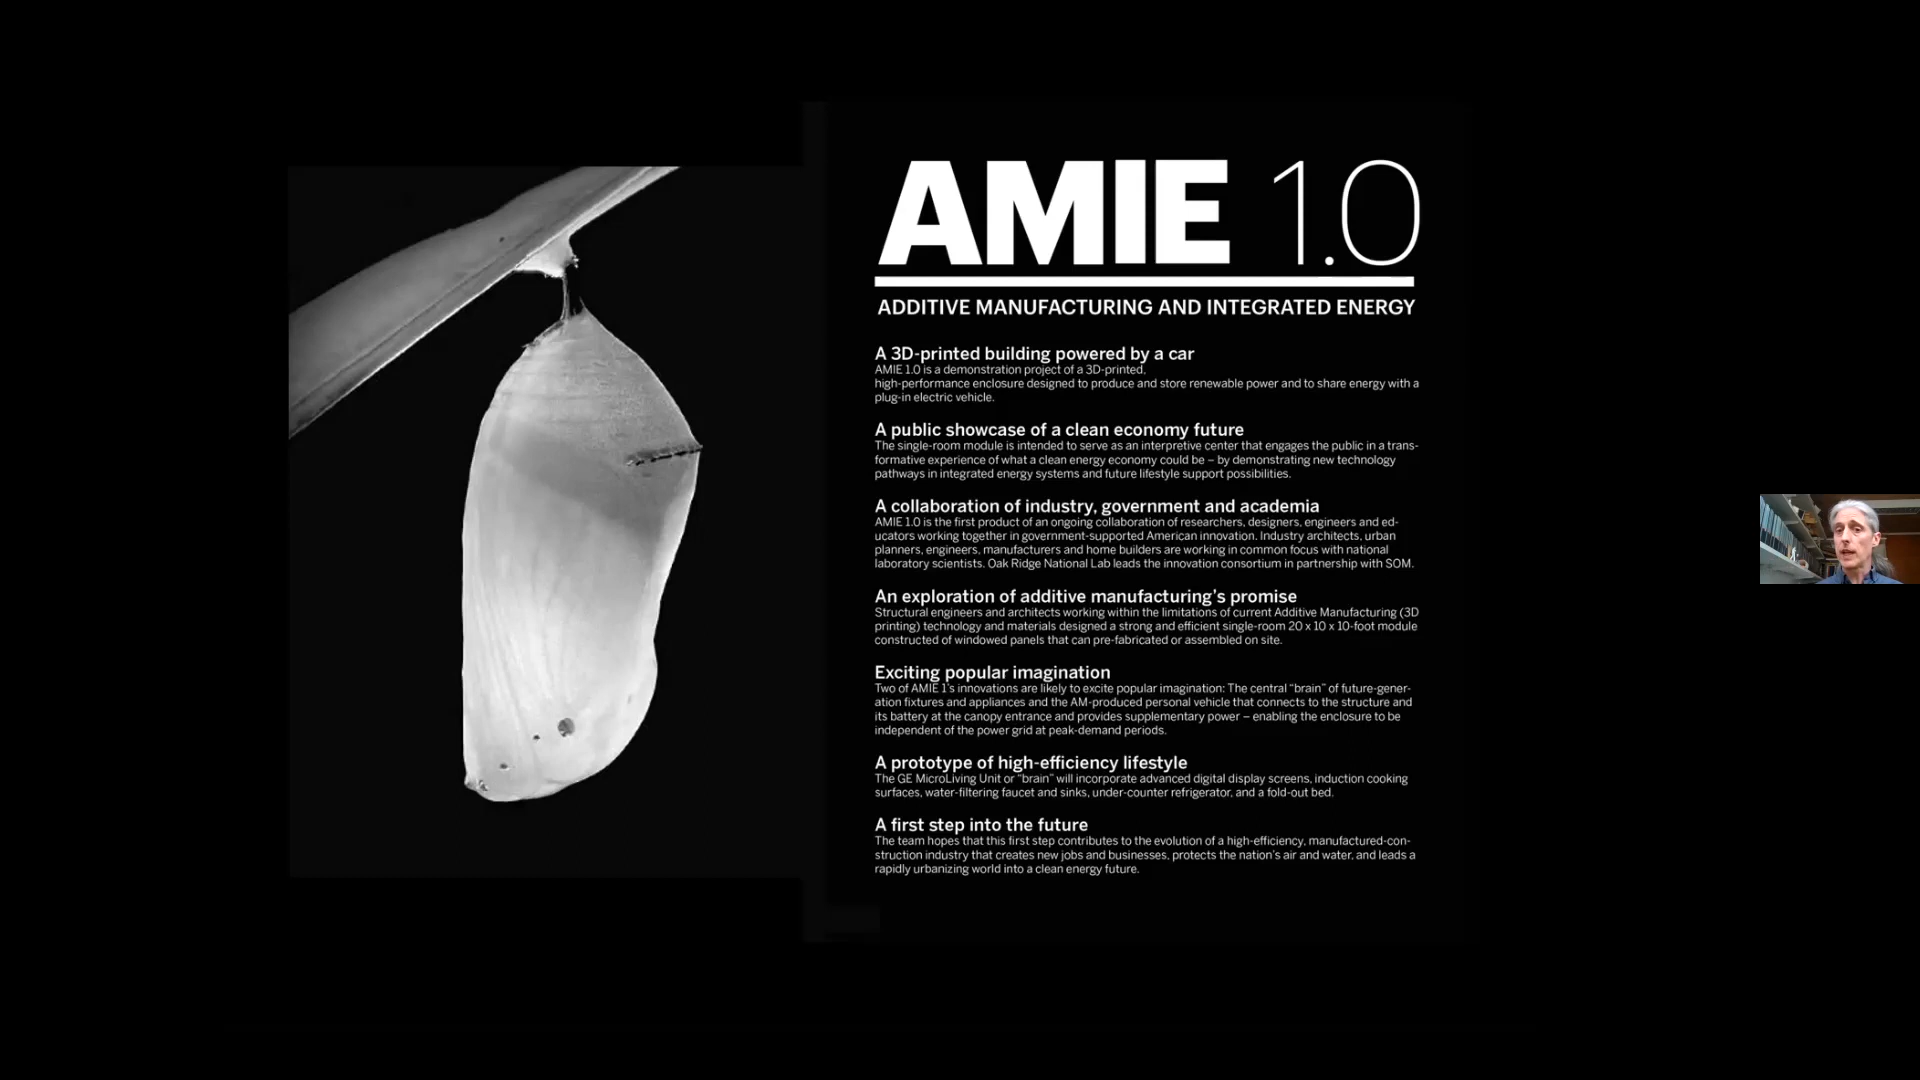 AMIE 1.0
ADDITIVE MANUFACTURING AND INTEGRATED ENERGY
A 3D-printed building powered by a car
AMIE 1.0 is a demonstration project of a 3D-printed.
high-performance enclosure designed to produce and store renewable power and to share energy with a
plug-in electric vehicle.
A public showcase of a clean economy future
The single-room module is intended to serve as an interpretive center that engages the public in a trans-
formative experience of what a clean energy economy could be – by demonstrating new technology
pathways in integrated energy systems and future lifestyle support possibilities.
A collaboration of industry, government and academia
AMIE 1.0 is the first product of an ongoing collaboration of researchers, designers, engineers and ed-
ucators working together in government-supported American innovation. Industry architects, urban
planners, engineers, manufacturers and home builders are working in common focus with national
laboratory scientists. Oak Ridge National Lab leads the innovation consortium in partnership with SOM.
An exploration of additive manufacturing's promise
Structural engineers and architects working within the limitations of current Additive Manufacturing (3D
printing) technology and materials designed a strong and efficient single-room 20 x 10 x 10-foot module
constructed of windowed panels that can pre-fabricated or assembled on site.
Exciting popular imagination
Two of AMIE 1's innovations are likely to excite popular imagination: The central “brain” of future-gener-
ation fixtures and appliances and the AM-produced personal vehicle that connects to the structure and
its battery at the canopy entrance and provides supplementary power – enabling the enclosure to be
independent of the power grid at peak-demand periods.
A prototype of high-efficiency lifestyle
The GE MicroLiving Unit or “brain” will incorporate advanced digital display screens, induction cooking
surfaces, water-filtering faucet and sinks, under-counter refrigerator, and a fold-out bed.
A first step into the future
The team hopes that this first step contributes to the evolution of a high-efficiency, manufactured-con-
struction industry that creates new jobs and businesses, protects the nation's air and water, and leads a
rapidly urbanizing world into a clean energy future.